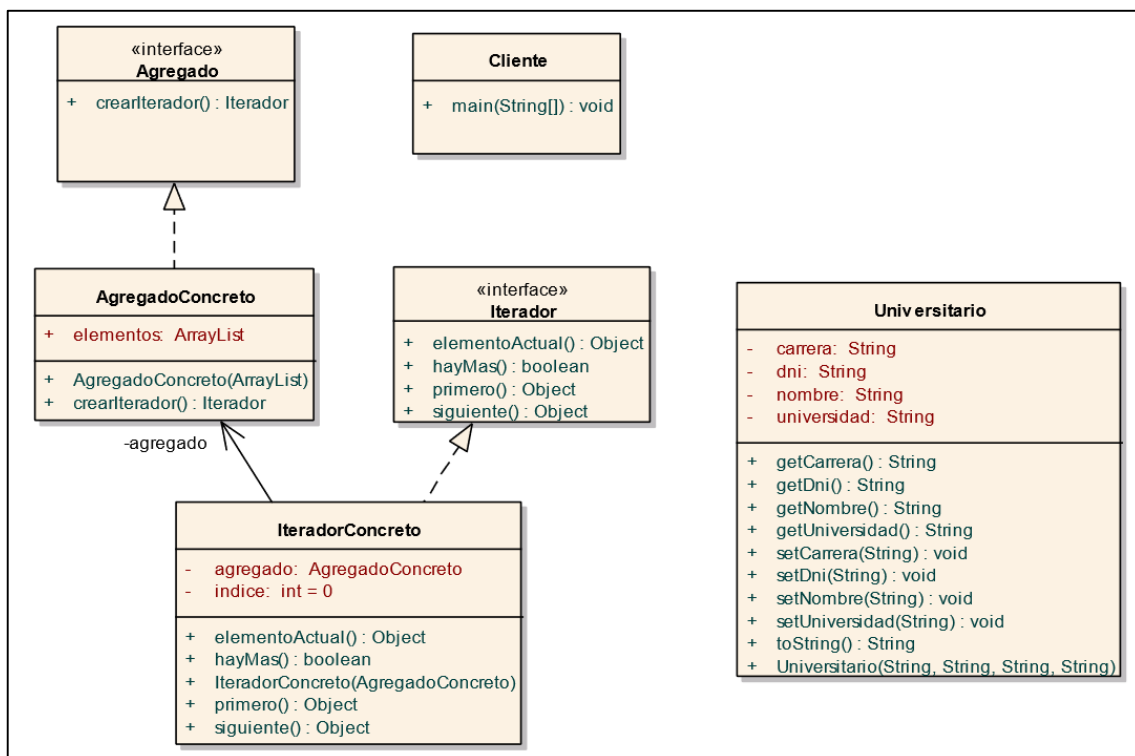 «interface»
Agregado
+ crearIterador() : Iterador
Cliente
+ main(String[]) : void
AgregadoConcreto
+ elementos: ArrayList
+ AgregadoConcreto(ArrayList)
+ crearIterador() : Iterador
«interface»
Iterador
+ elementoActual() : Object
+ hayMas() : boolean
+ primero() : Object
+ siguiente() : Object
Universitario
- carrera: String
- dni: String
- nombre: String
- universidad: String
+ getCarrera() : String
+ getDni() : String
+ getNombre() : String
+ getUniversidad() : String
+ setCarrera(String) : void
+ setDni(String) : void
+ setNombre(String) : void
+ setUniversidad(String) : void
+ toString() : String
+ Universitario(String, String, String, String)
-agregado
IteradorConcreto
- agregado: AgregadoConcreto
- indice: int = 0
+ elementoActual() : Object
+ hayMas() : boolean
+ IteradorConcreto(AgregadoConcreto)
+ primero() : Object
+ siguiente() : Object